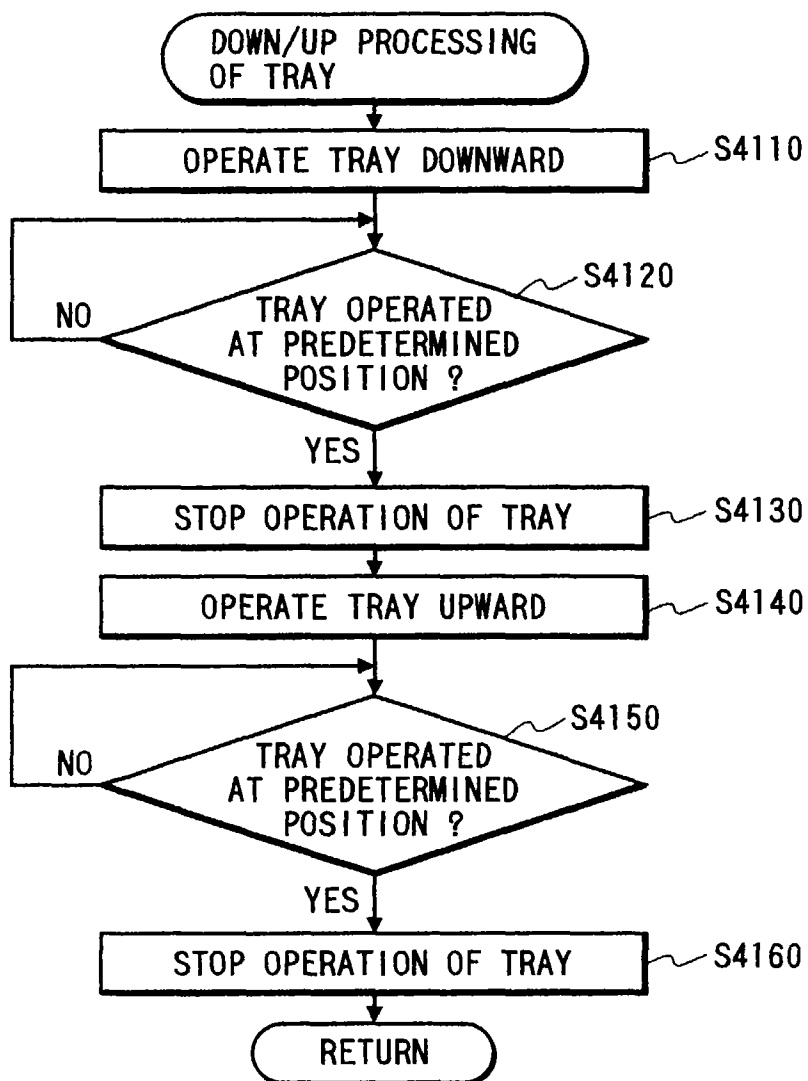 DOWN/UP PROCESSING
OF TRAY
OPERATE TRAY DOWNWARD
S4110
S4120
TRAY OPERATED
AT PREDETERMINED
POSITION ?
NO
YES
STOP OPERATION OF TRAY
S4130
OPERATE TRAY UPWARD
S4140
S4150
TRAY OPERATED
AT PREDETERMINED
POSITION ?
NO
YES
STOP OPERATION OF TRAY
S4160
RETURN